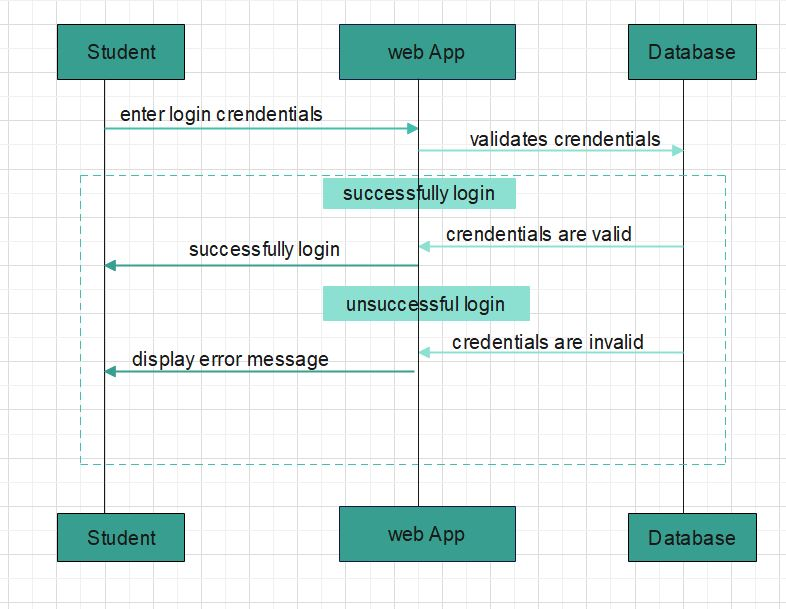 Student
web App
Database
enter login crendentials
validates crendentials
successfully login
crendentials are valid
successfully login
unsuccessful login
credentials are invalid
display error message
Student
web App
Database